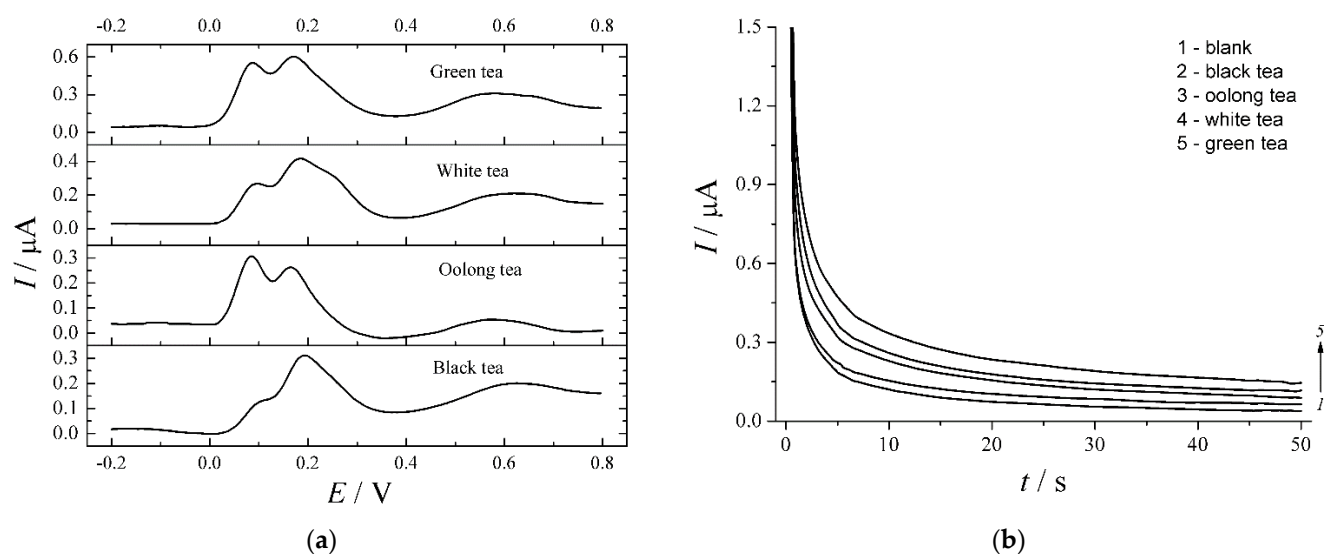 -0.2 0.0 0.2 0.4 0.6 0.8
0.6
0.3
0.0
Green tea
0.4
0.2
0.0
White tea
0.3
0.2
0.1
0.0
Oolong tea
0.3
0.2
0.1
0.0
Black tea
-0.2 0.0 0.2 0.4 0.6 0.8
I / μA
E / V
(a)
1.5
1.2
0.9
0.6
0.3
0.0
I / μA
1 - blank
2 - black tea
3 - oolong tea
4 - white tea
5 - green tea
5
1
0 10 20 30 40 50
t / s
(b)